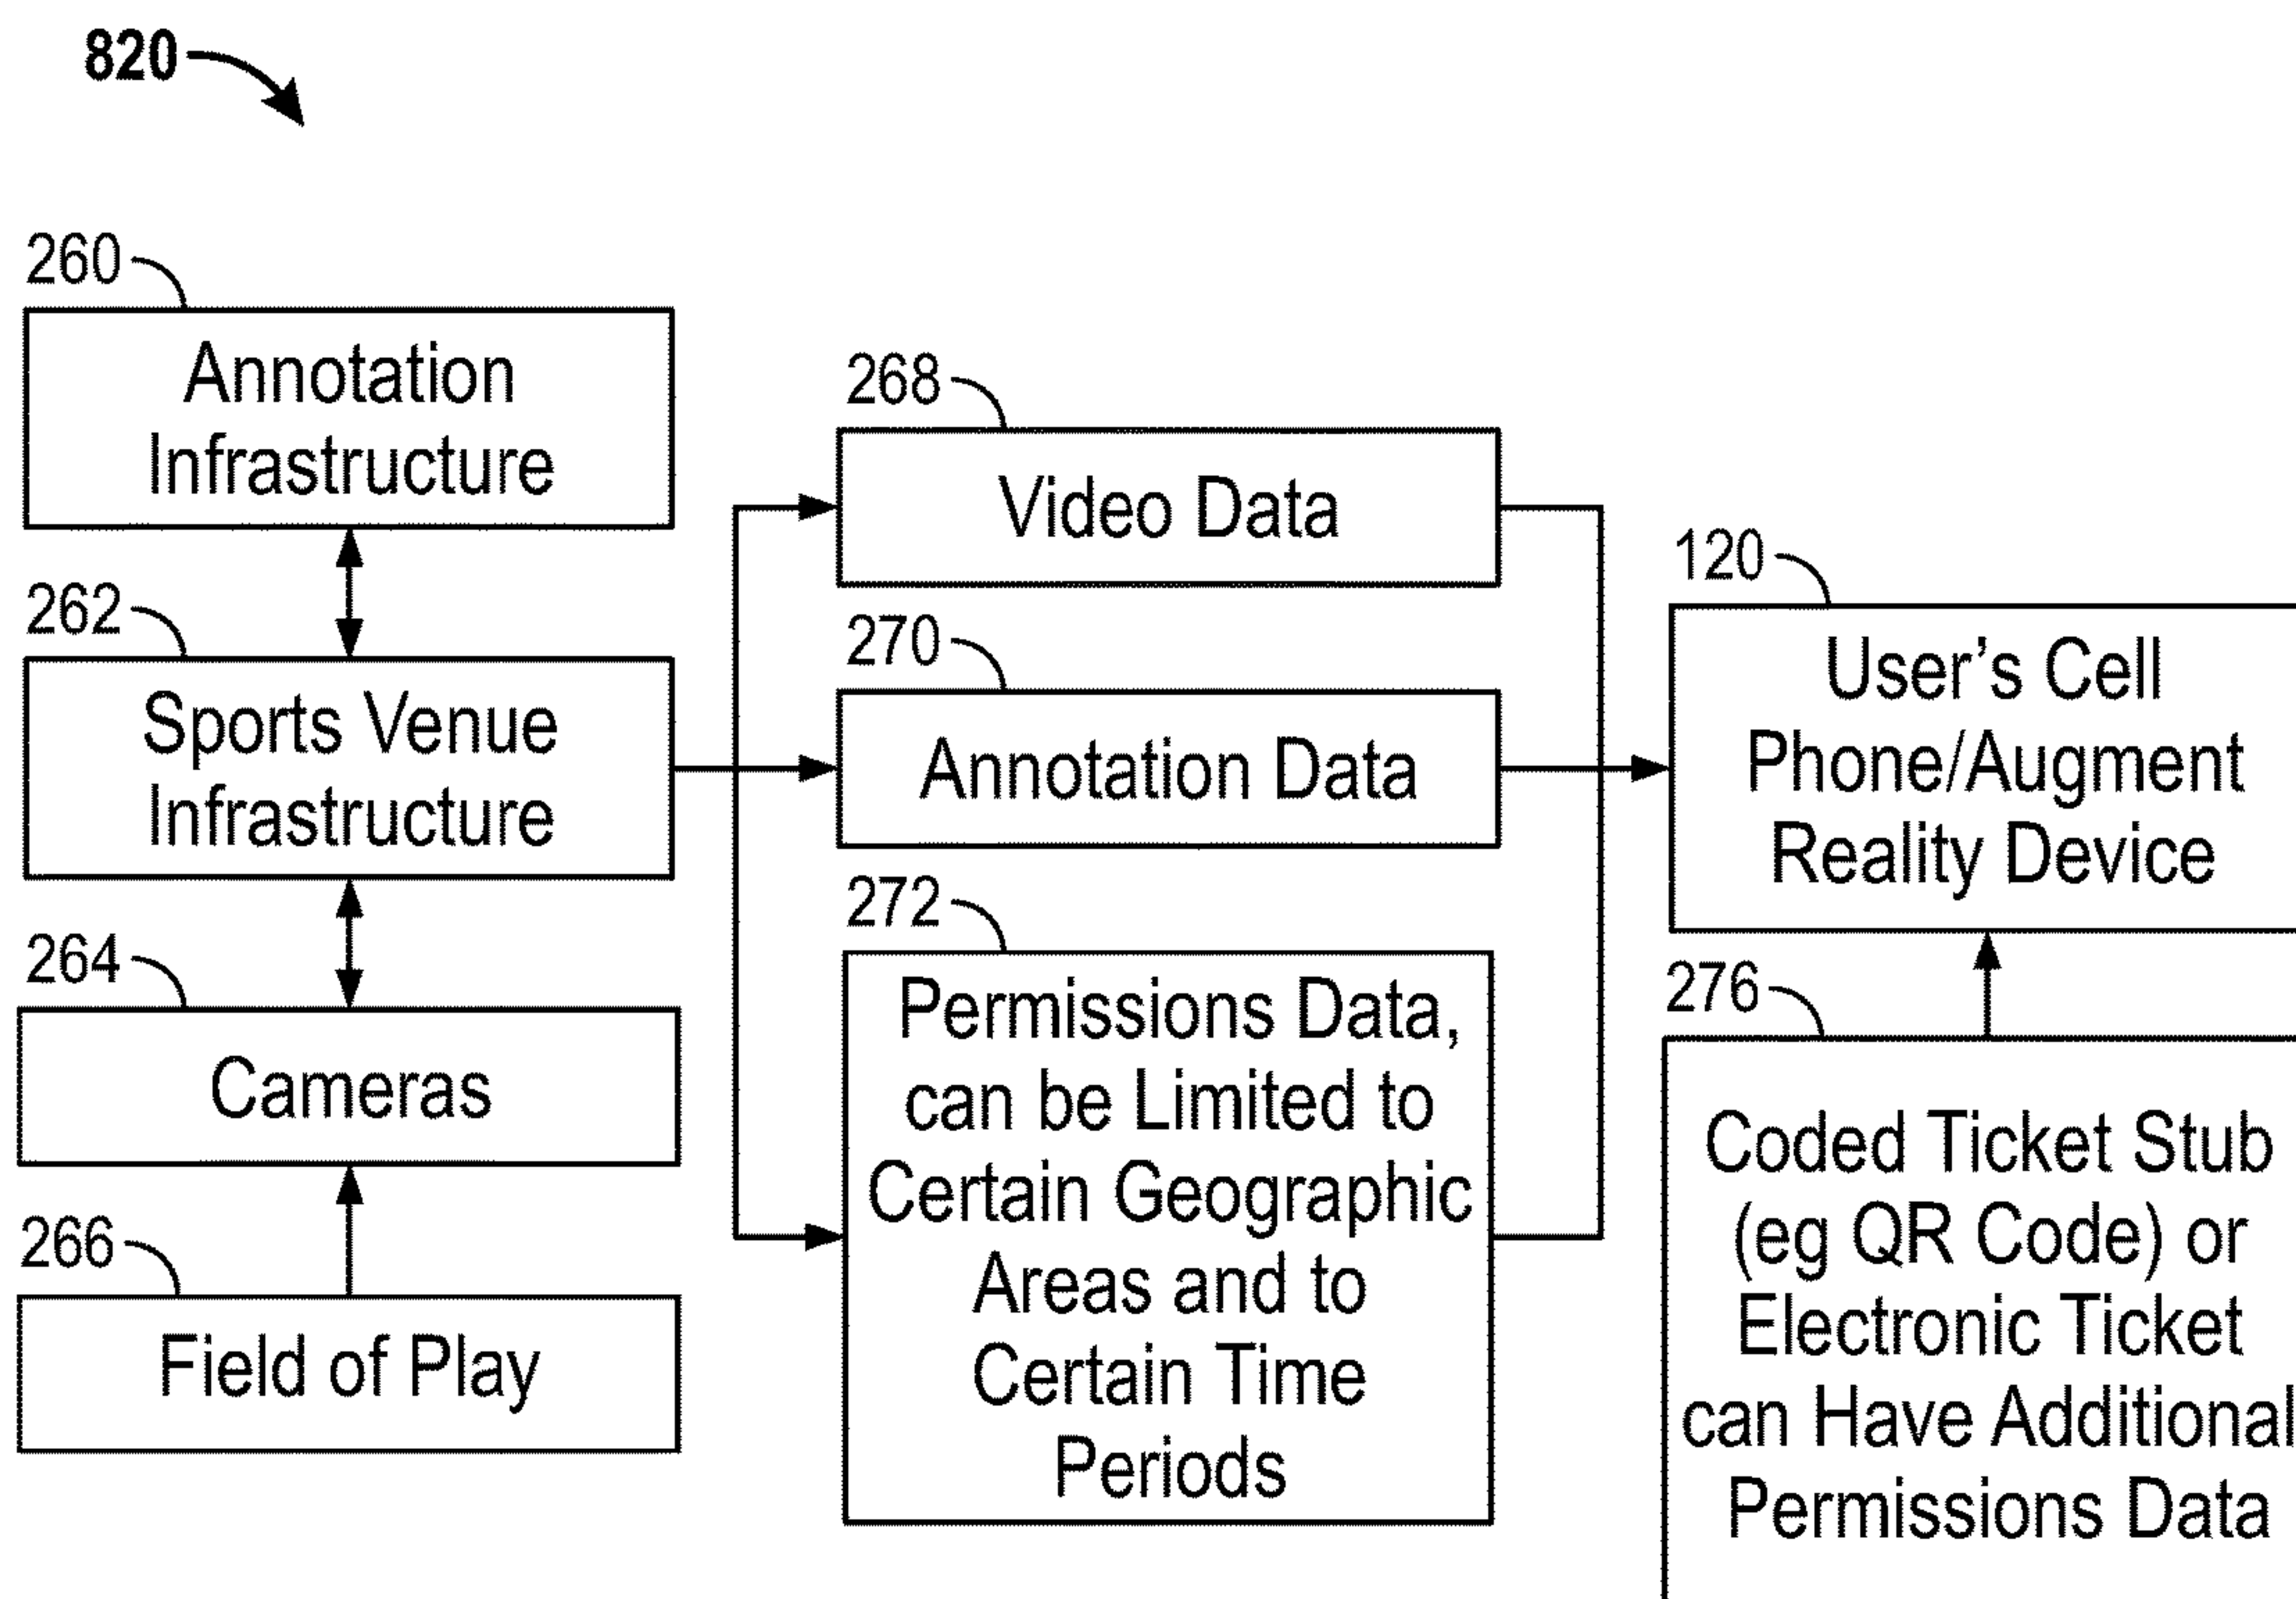 820
260
Annotation
Infrastructure
262
Sports Venue
Infrastructure
264
Cameras
266
Field of Play
268
Video Data
270
Annotation Data
272
Permissions Data,
can be Limited to
Certain Geographic
Areas and to
Certain Time
Periods
120
User's Cell
Phone/Augment
Reality Device
276
Coded Ticket Stub
(eg QR Code) or
Electronic Ticket
can Have Additional
Permissions Data